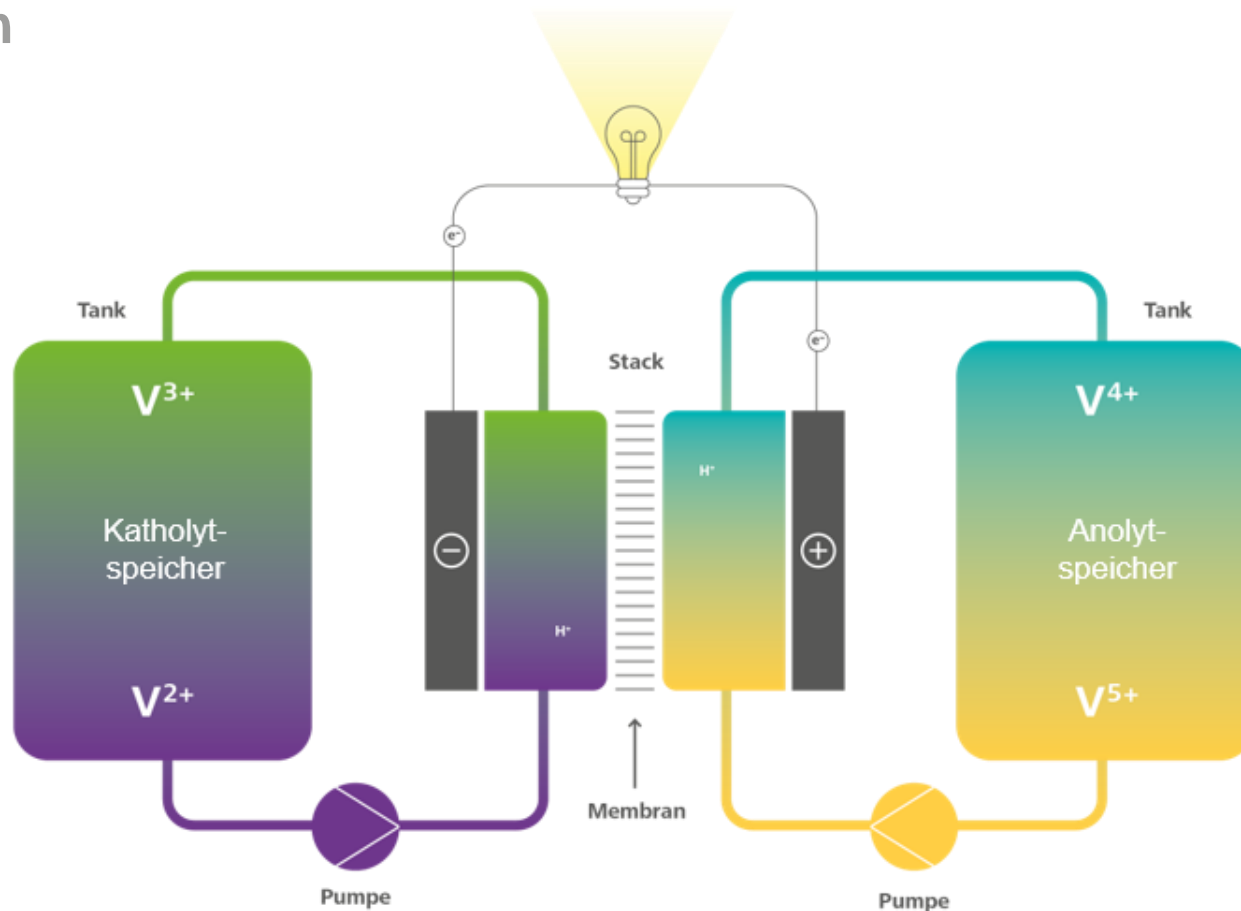 n
e⁻
Tank
Tank
e⁻
Stack
V³⁺
V⁴⁺
H⁺
Katholyt-
speicher
−
+
Anolyt-
speicher
H⁺
V²⁺
V⁵⁺
Membran
Pumpe
Pumpe